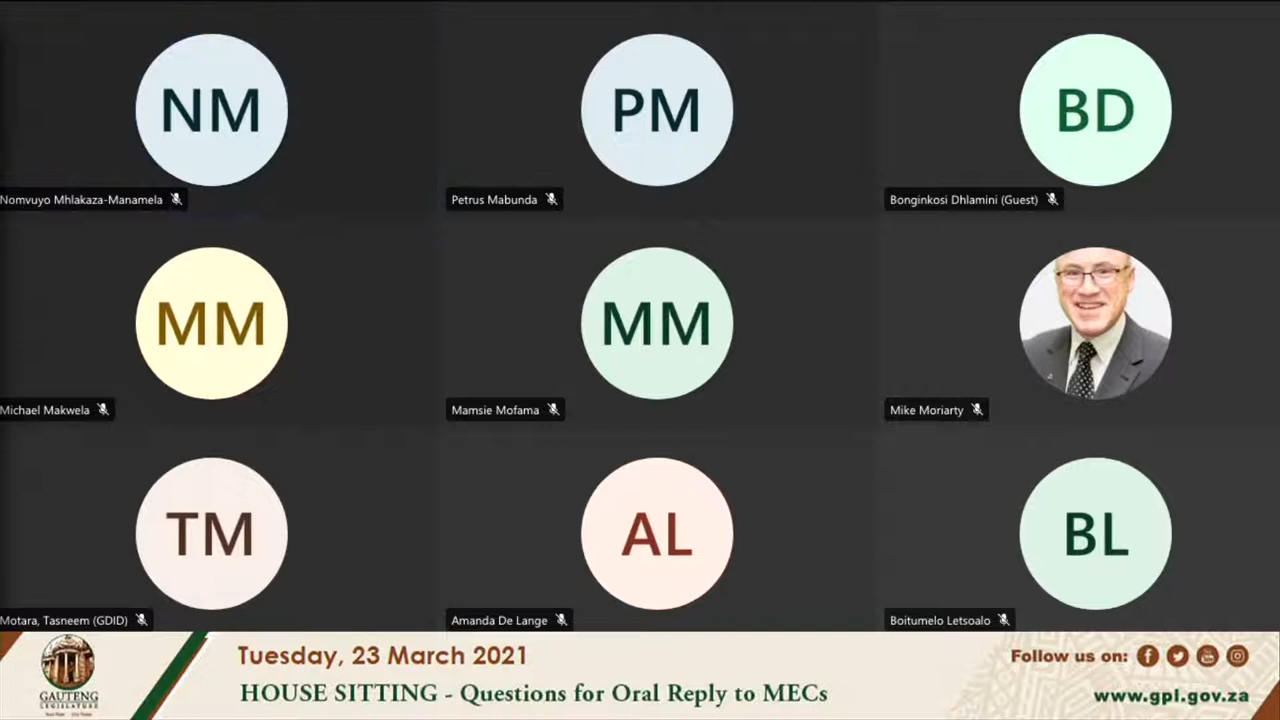 NM
PM
BD
Nomvuyo Mhlakaza-Manamela
Petrus Mabunda
Bonginkosi Dhlamini (Guest)
MM
MM
Michael Makwela
Mamsie Mofama
Mike Moriarty
TM
AL
BL
Motara, Tasneem (GDID)
Amanda De Lange
Boitumelo Letsoalo
GAUTENG
LEGISLATURE
Tuesday, 23 March 2021
HOUSE SITTING - Questions for Oral Reply to MECs
Follow us on:
www.gpl.gov.za